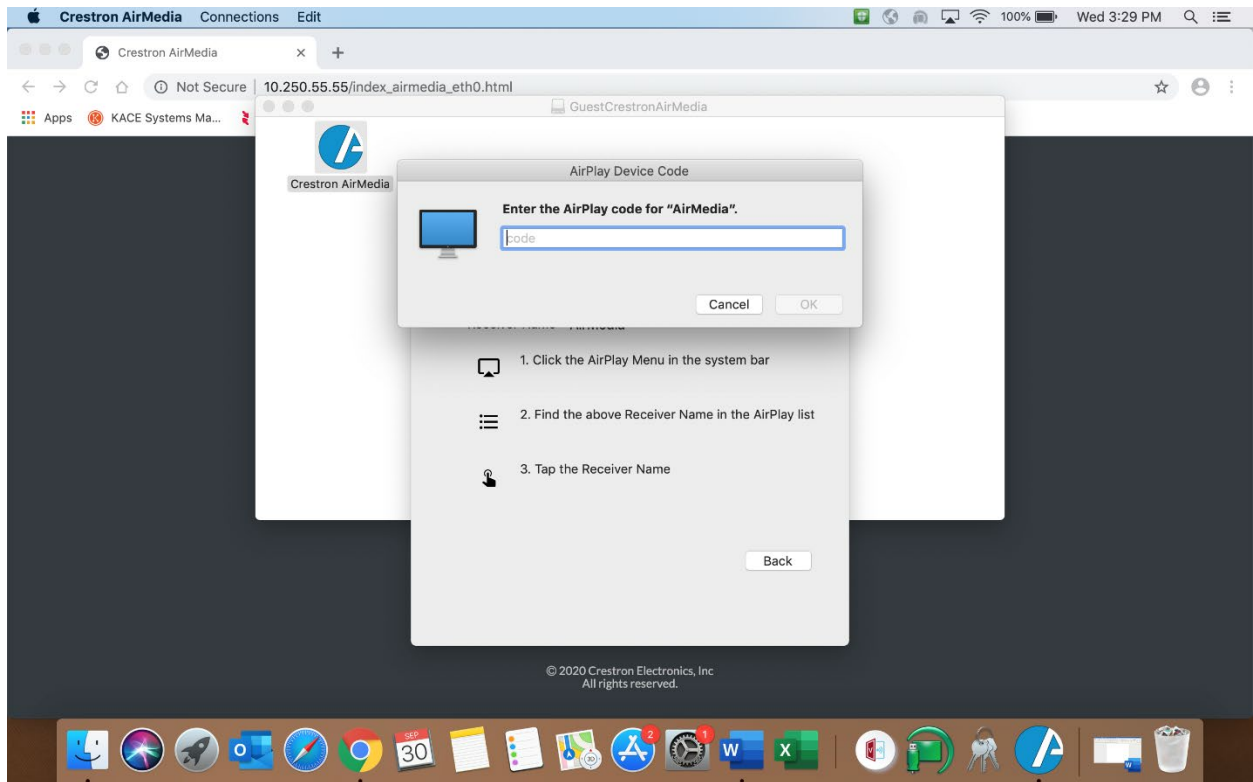 Crestron AirMedia Connections Edit 100% Wed 3:29 PM
Crestron AirMedia
Not Secure | 10.250.55.55/index_airmedia_eth0.html
Apps KACE Systems Ma...
GuestCrestronAirMedia
Crestron AirMedia
AirPlay Device Code
Enter the AirPlay code for “AirMedia”.
code
Cancel OK
1. Click the AirPlay Menu in the system bar
2. Find the above Receiver Name in the AirPlay list
3. Tap the Receiver Name
Back
© 2020 Crestron Electronics, Inc
All rights reserved.
SEP
30
2
1
W
X